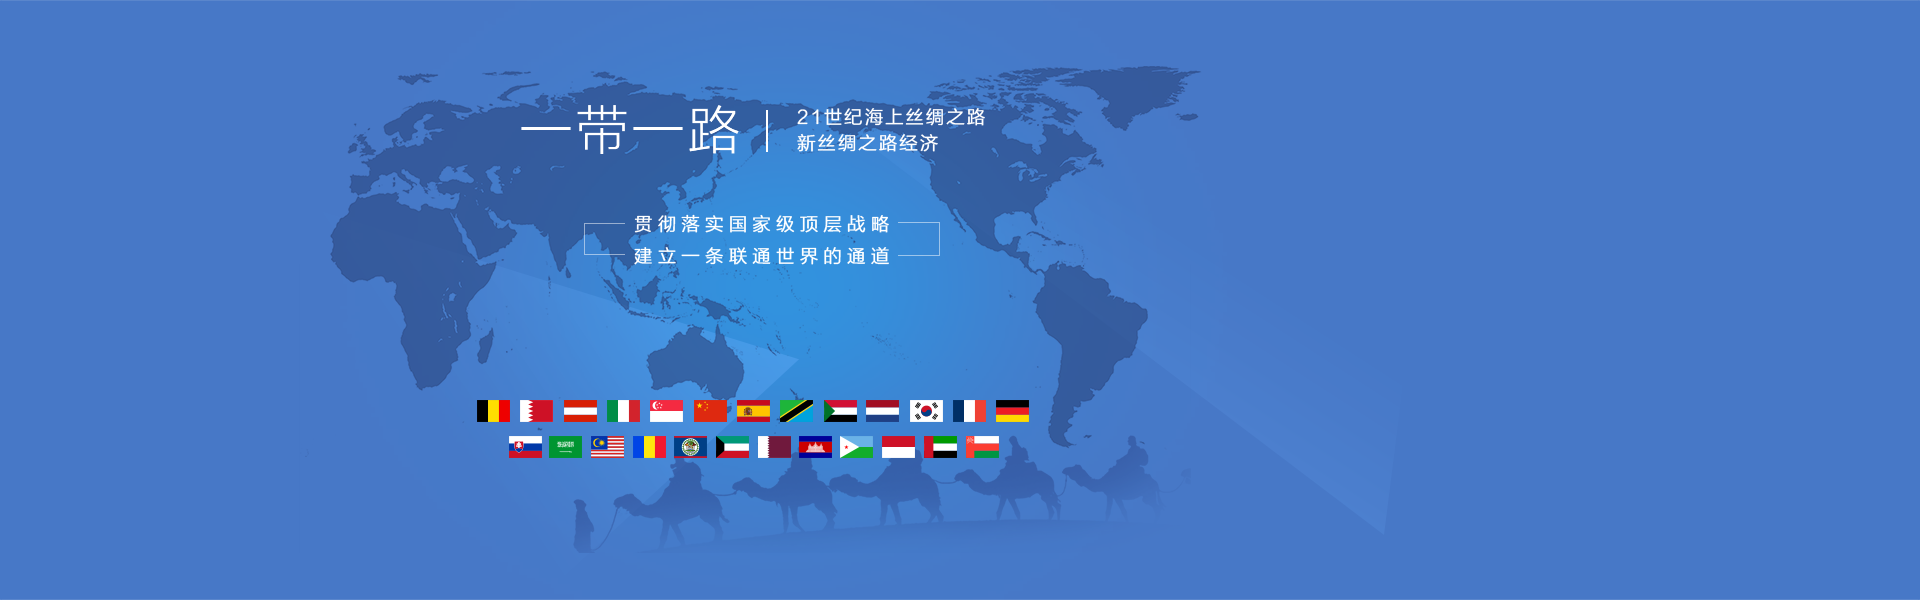 一带一路
21世纪海上丝绸之路
新丝绸之路经济
贯彻落实国家级顶层战略
建立一条联通世界的通道